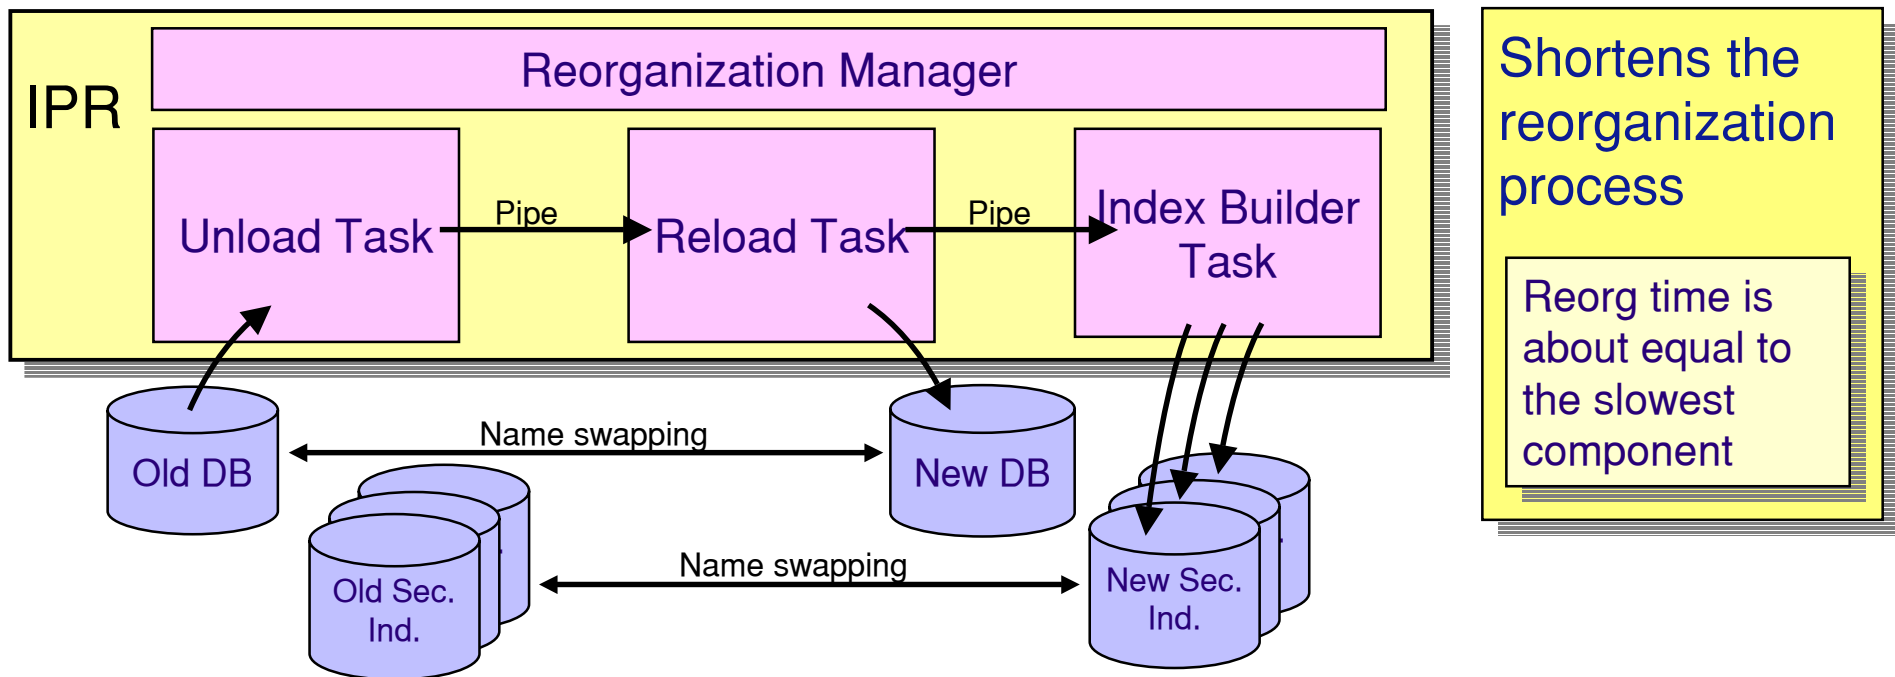 Reorganization Manager
IPR
Unload Task
Pipe
Reload Task
Pipe
Index Builder
Task
Old DB
Name swapping
New DB
Old Sec.
Ind.
Name swapping
New Sec.
Ind.
Shortens the
reorganization
process
Reorg time is
about equal to
the slowest
component